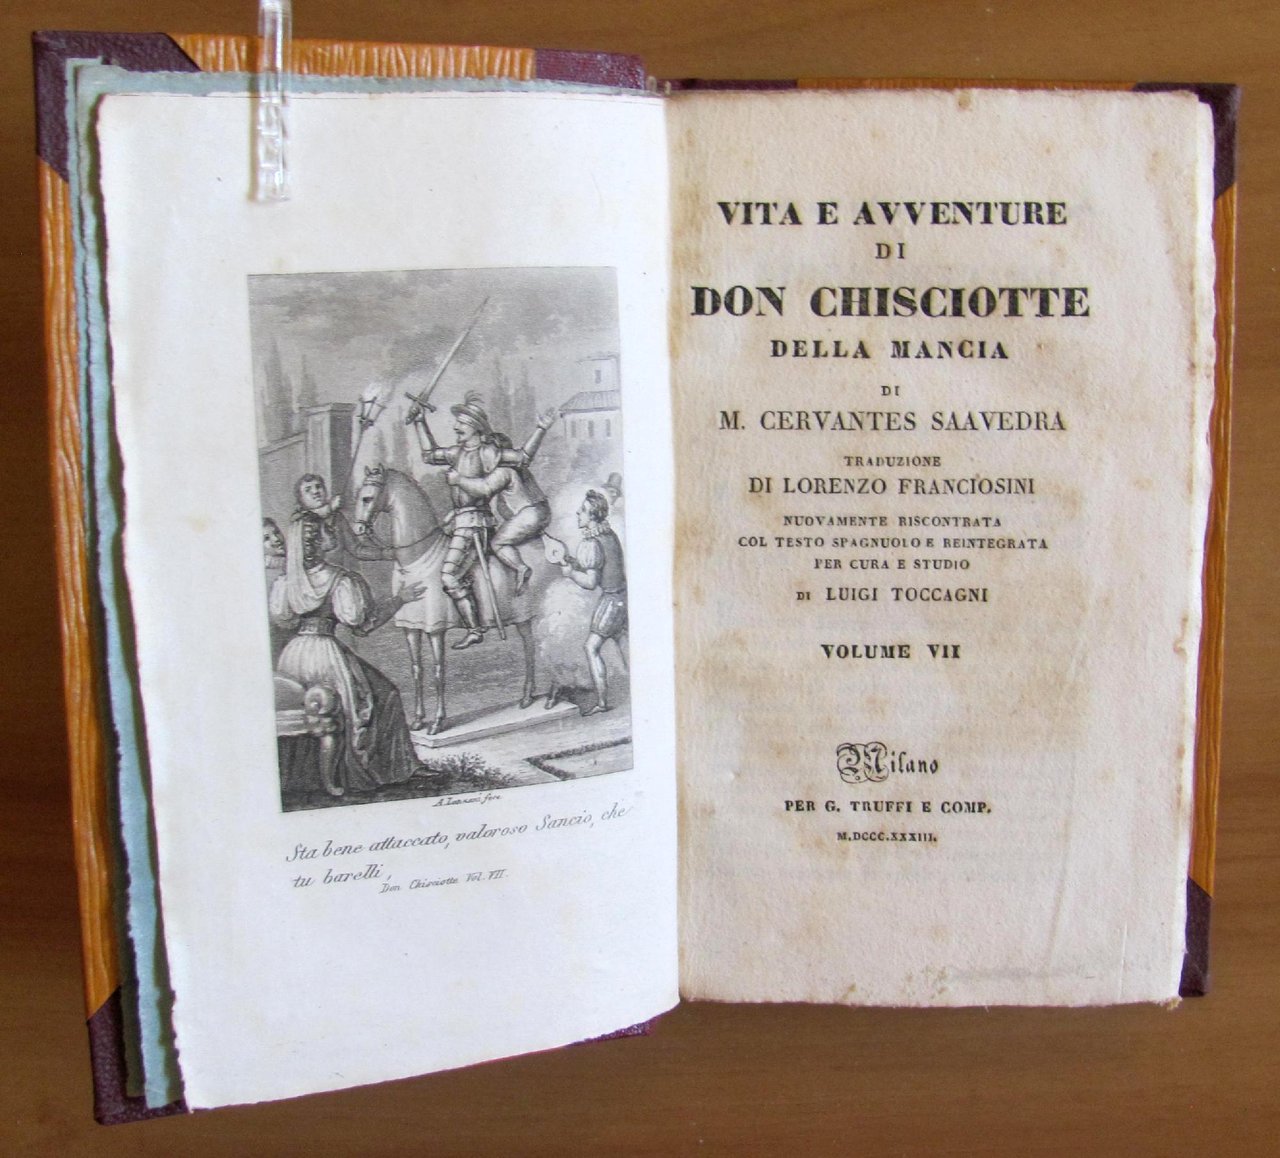 A. Lanzani fece
Sta bene attaccato, valoroso Sancio, che
tu barelli,
Don Chisciotte Vol. VII.
VITA E AVVENTURE
DI
DON CHISCIOTTE
DELLA MANCIA
DI
M. CERVANTES SAAVEDRA
TRADUZIONE
DI LORENZO FRANCIOSINI
NUOVAMENTE RISCONTRATA
COL TESTO SPAGNUOLO E REINTEGRATA
PER CURA E STUDIO
DI LUIGI TOCCAGNI
VOLUME VII
Milano
PER G. TRUFFI E COMP.
M.DCCC.XXXIII.